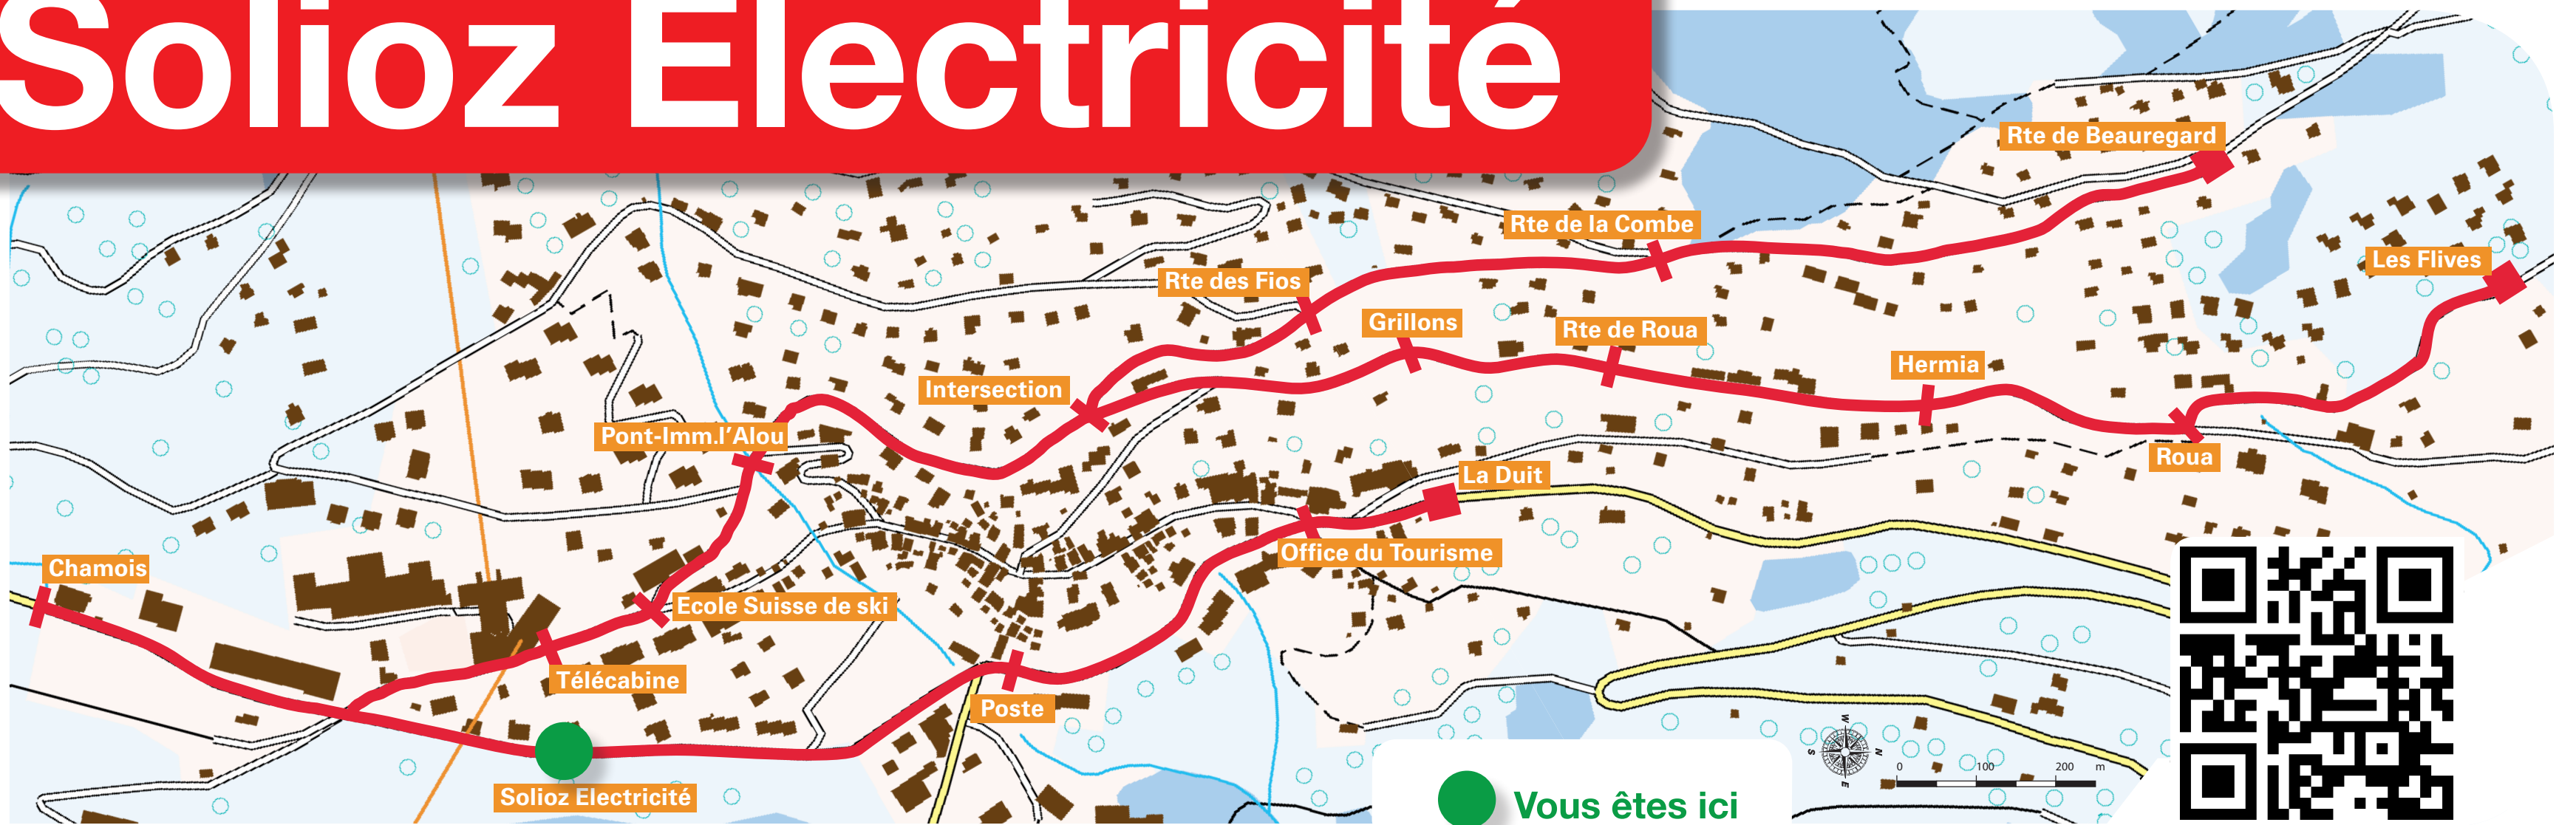 Solioz Electricité
Rte de Beauregard
Rte de la Combe
Les Flives
Rte des Fios
Grillons
Rte de Roua
Hermia
Intersection
Pont-Imm.l'Alou
Roua
La Duit
Office du Tourisme
Chamois
Ecole Suisse de ski
Télécabine
Poste
Solioz Electricité
W
S N
E
0 100 200 m
Vous êtes ici